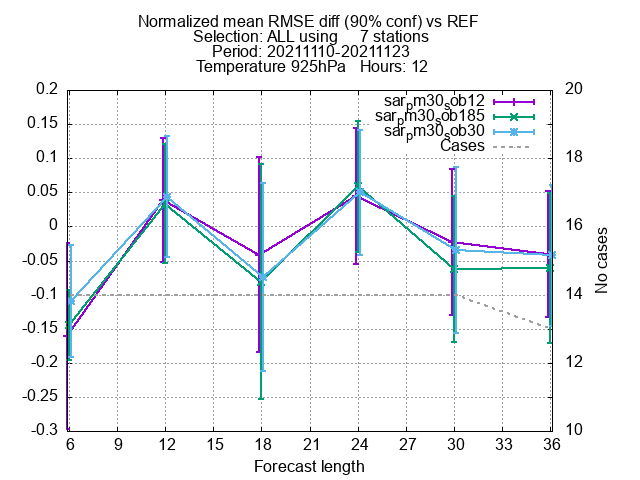 Normalized mean RMSE diff (90% conf) vs REF
Selection: ALL using 7 stations
Period: 20211110-20211123
Temperature 925hPa Hours: 12
sarpm30sob12
sarpm30sob185
sarpm30sob30
Cases
0.2
0.15
0.1
0.05
0
-0.05
-0.1
-0.15
-0.2
-0.25
-0.3
20
18
16
14
12
10
No cases
6 9 12 15 18 21 24 27 30 33 36
Forecast length